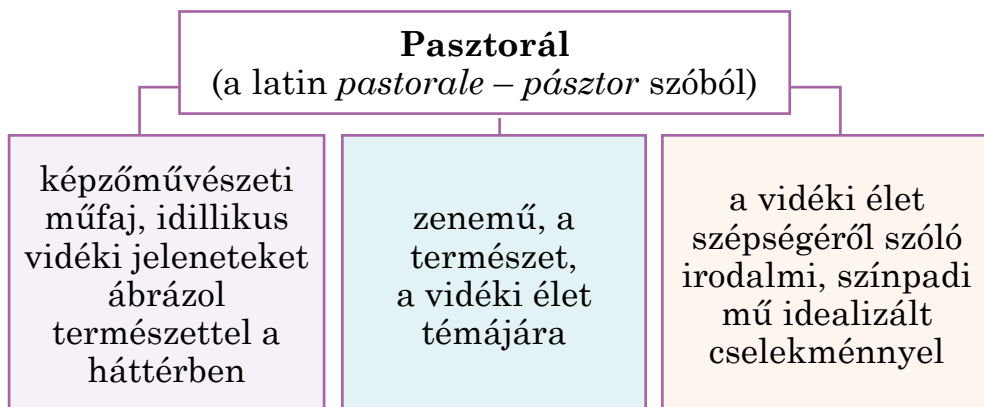 Pasztorál
(a latin pastorale – pásztor szóból)
képzőművészeti
műfaj, idillikus
vidéki jeleneteket
ábrázol
természettel a
háttérben
zenemű, a
természet,
a vidéki élet
témájára
a vidéki élet
szépségéről szóló
irodalmi, színpadi
mű idealizált
cselekménnyel